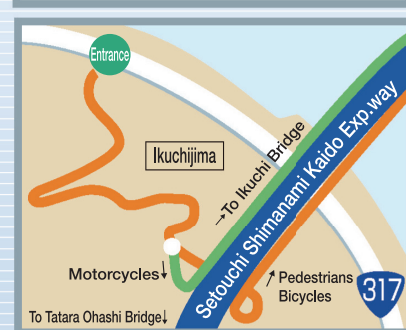 Entrance
Ikuchijima
→To Ikuchi Bridge
Setouchi Shimanami Kaido Exp.way
Motorcycles↓
↗Pedestrians
Bicycles
317
To Tatara Ohashi Bridge↓